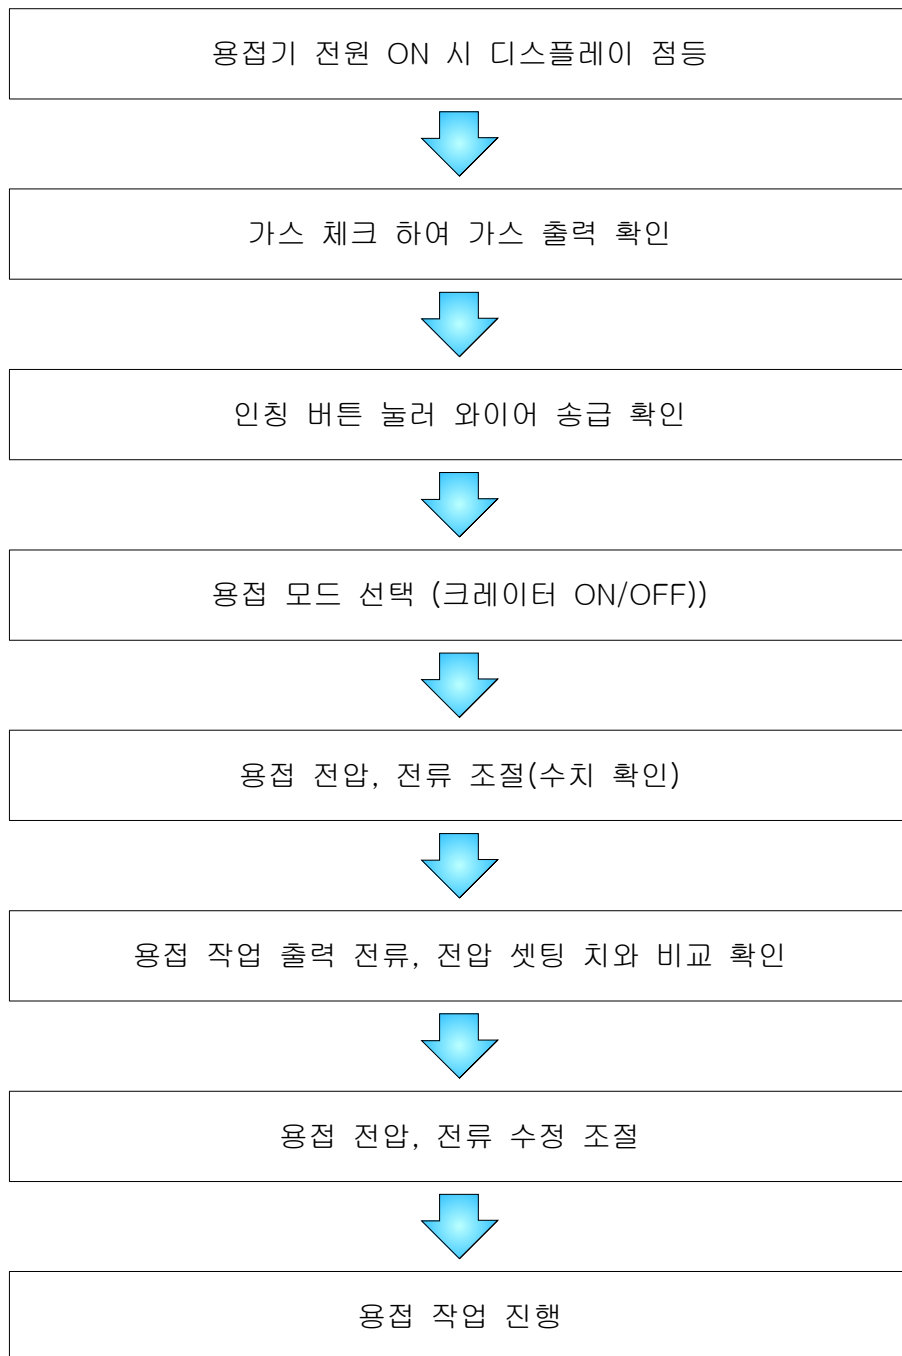 용접기 전원 ON 시 디스플레이 점등
가스 체크 하여 가스 출력 확인
인칭 버튼 눌러 와이어 송급 확인
용접 모드 선택 (크레이터 ON/OFF))
용접 전압, 전류 조절(수치 확인)
용접 작업 출력 전류, 전압 셋팅 치와 비교 확인
용접 전압, 전류 수정 조절
용접 작업 진행